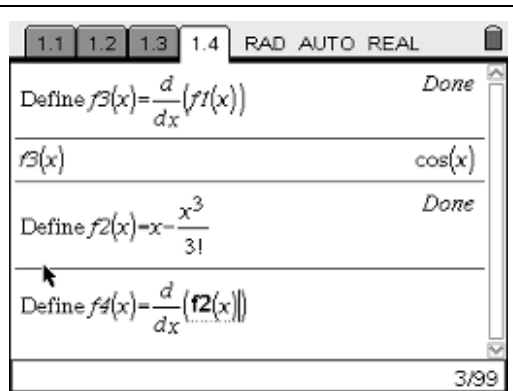 1.1 1.2 1.3 1.4 RAD AUTO REAL
Define f3(x)=d/dx(f1(x)) Done
f3(x) cos(x)
Define f2(x)=x-x^3/3! Done
Define f4(x)=d/dx(f2(x))
3/99